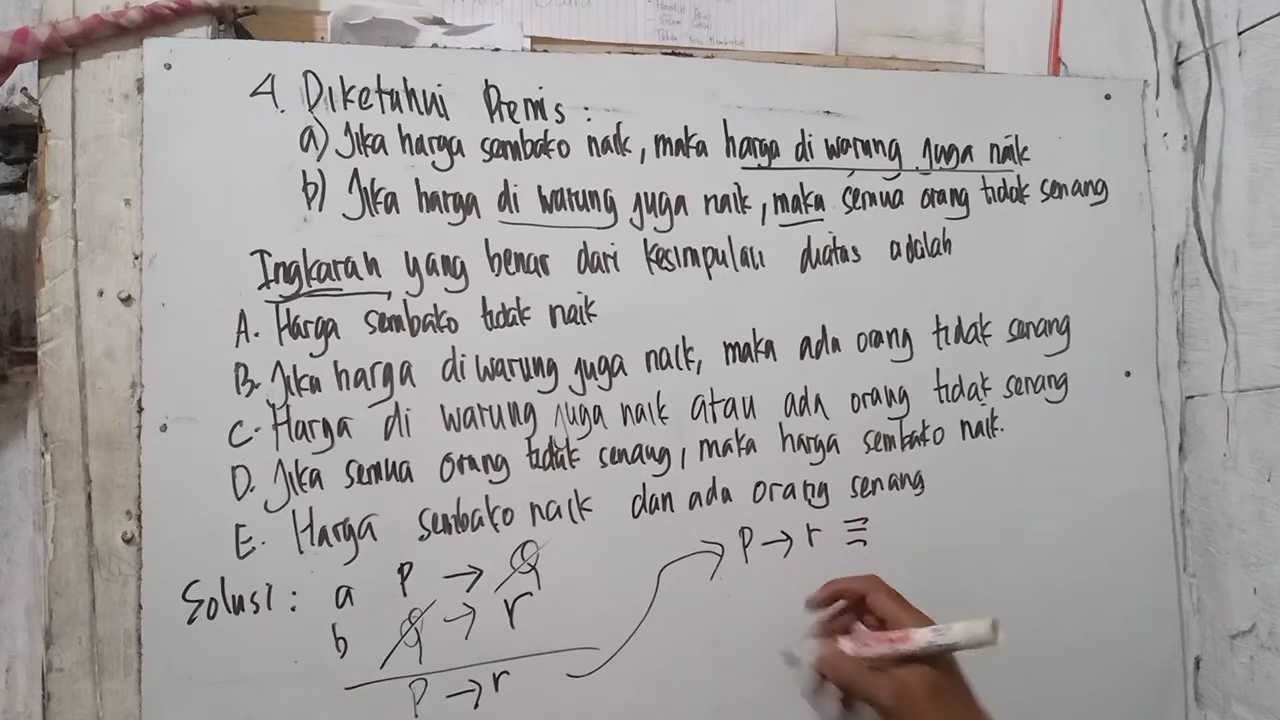 4. Diketahui Premis :
a) Jika harga sembako naik, maka harga di warung juga naik
b) Jika harga di warung juga naik, maka semua orang tidak senang
Ingkaran yang benar dari kesimpulan diatas adalah
A. Harga sembako tidak naik
B. Jika harga di warung juga naik, maka ada orang tidak senang
C. Harga di warung juga naik atau ada orang tidak senang
D. Jika semua orang tidak senang, maka harga sembako naik.
E. Harga sembako naik dan ada orang senang
Solusi : a P → Q
b Q → r
P → r
P → r ≡